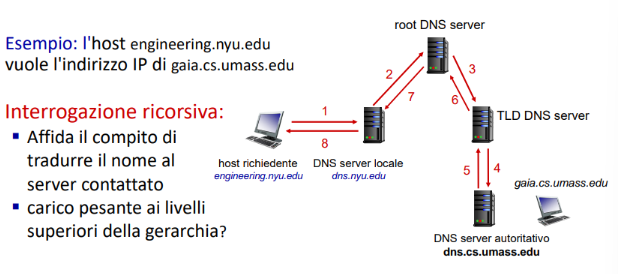 Esempio: l'host engineering.nyu.edu
vuole l'indirizzo IP di gaia.cs.umass.edu
Interrogazione ricorsiva:
▪ Affida il compito di
tradurre il nome al
server contattato
▪ carico pesante ai livelli
superiori della gerarchia?
root DNS server
2
3
7
6
1
8
TLD DNS server
host richiedente
engineering.nyu.edu
DNS server locale
dns.nyu.edu
5
4
gaia.cs.umass.edu
DNS server autoritativo
dns.cs.umass.edu